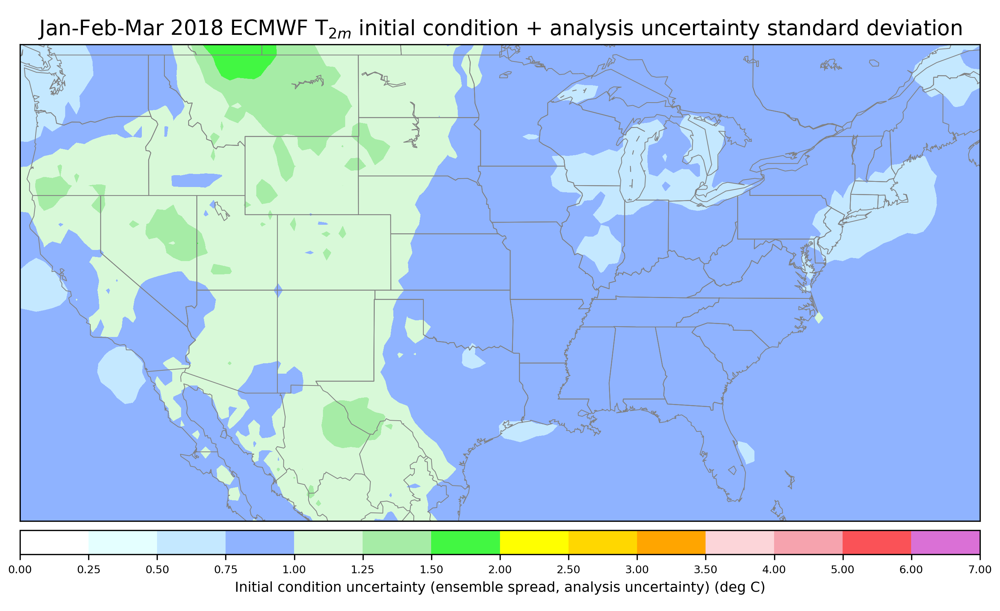 Jan-Feb-Mar 2018 ECMWF T2m initial condition + analysis uncertainty standard deviation
0.00 0.25 0.50 0.75 1.00 1.25 1.50 2.00 2.50 3.00 3.50 4.00 5.00 6.00 7.00
Initial condition uncertainty (ensemble spread, analysis uncertainty) (deg C)